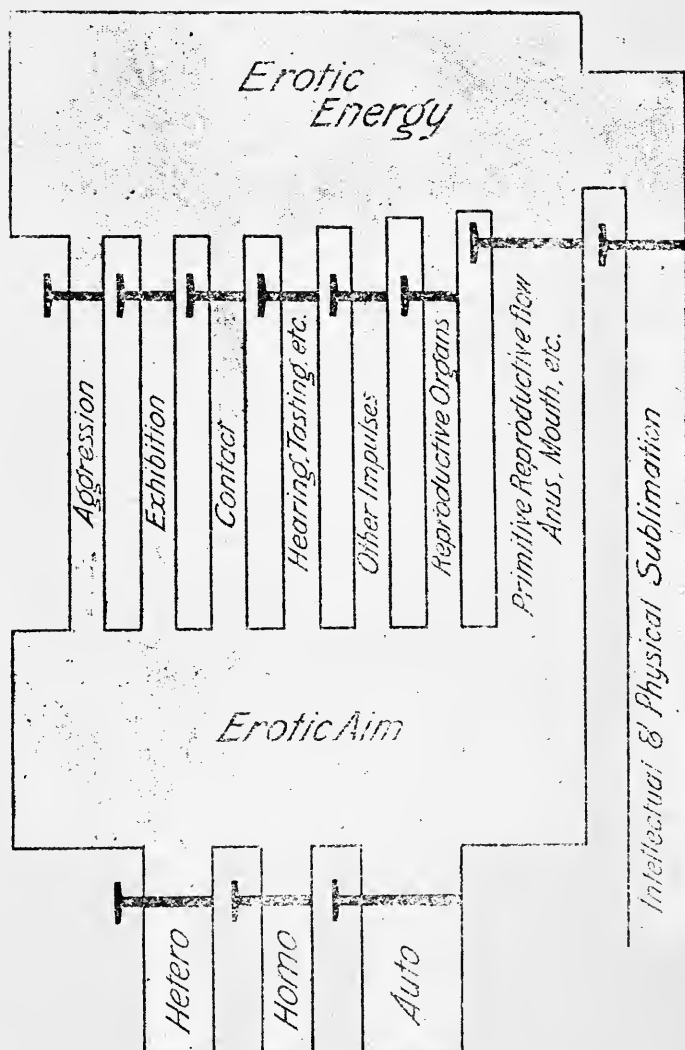 Erotic
Energy
Aggression
Exhibition
Contact
Hearing, Tasting, etc.
Other Impulses
Reproductive Organs
Primitive Reproductive flow
Anus, Mouth, etc.
Intellectual & Physical Sublimation
Erotic Aim
Hetero
Homo
Auto